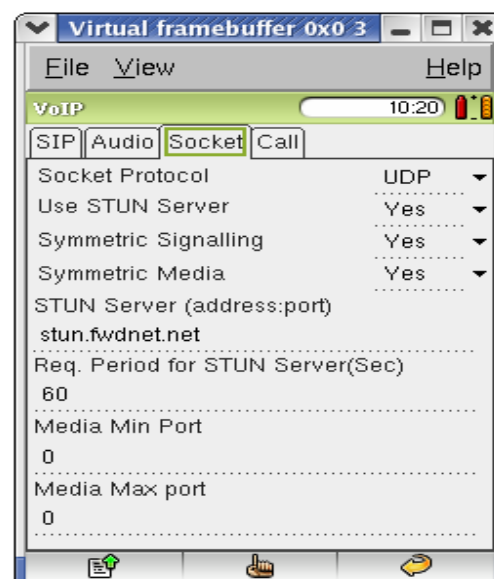 Virtual framebuffer 0x0 3
File View Help
VoIP 10:20
SIP Audio Socket Call
Socket Protocol UDP
Use STUN Server Yes
Symmetric Signalling Yes
Symmetric Media Yes
STUN Server (address:port)
stun.fwdnet.net
Req. Period for STUN Server(Sec)
60
Media Min Port
0
Media Max port
0